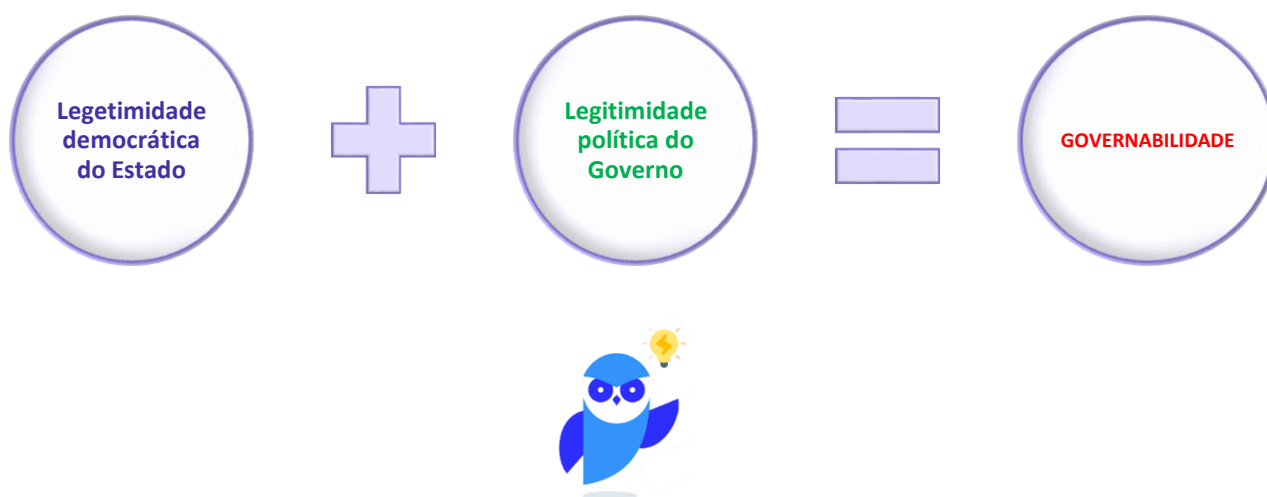 Legetimidade
democrática
do Estado
Legitimidade
política do
Governo
GOVERNABILIDADE